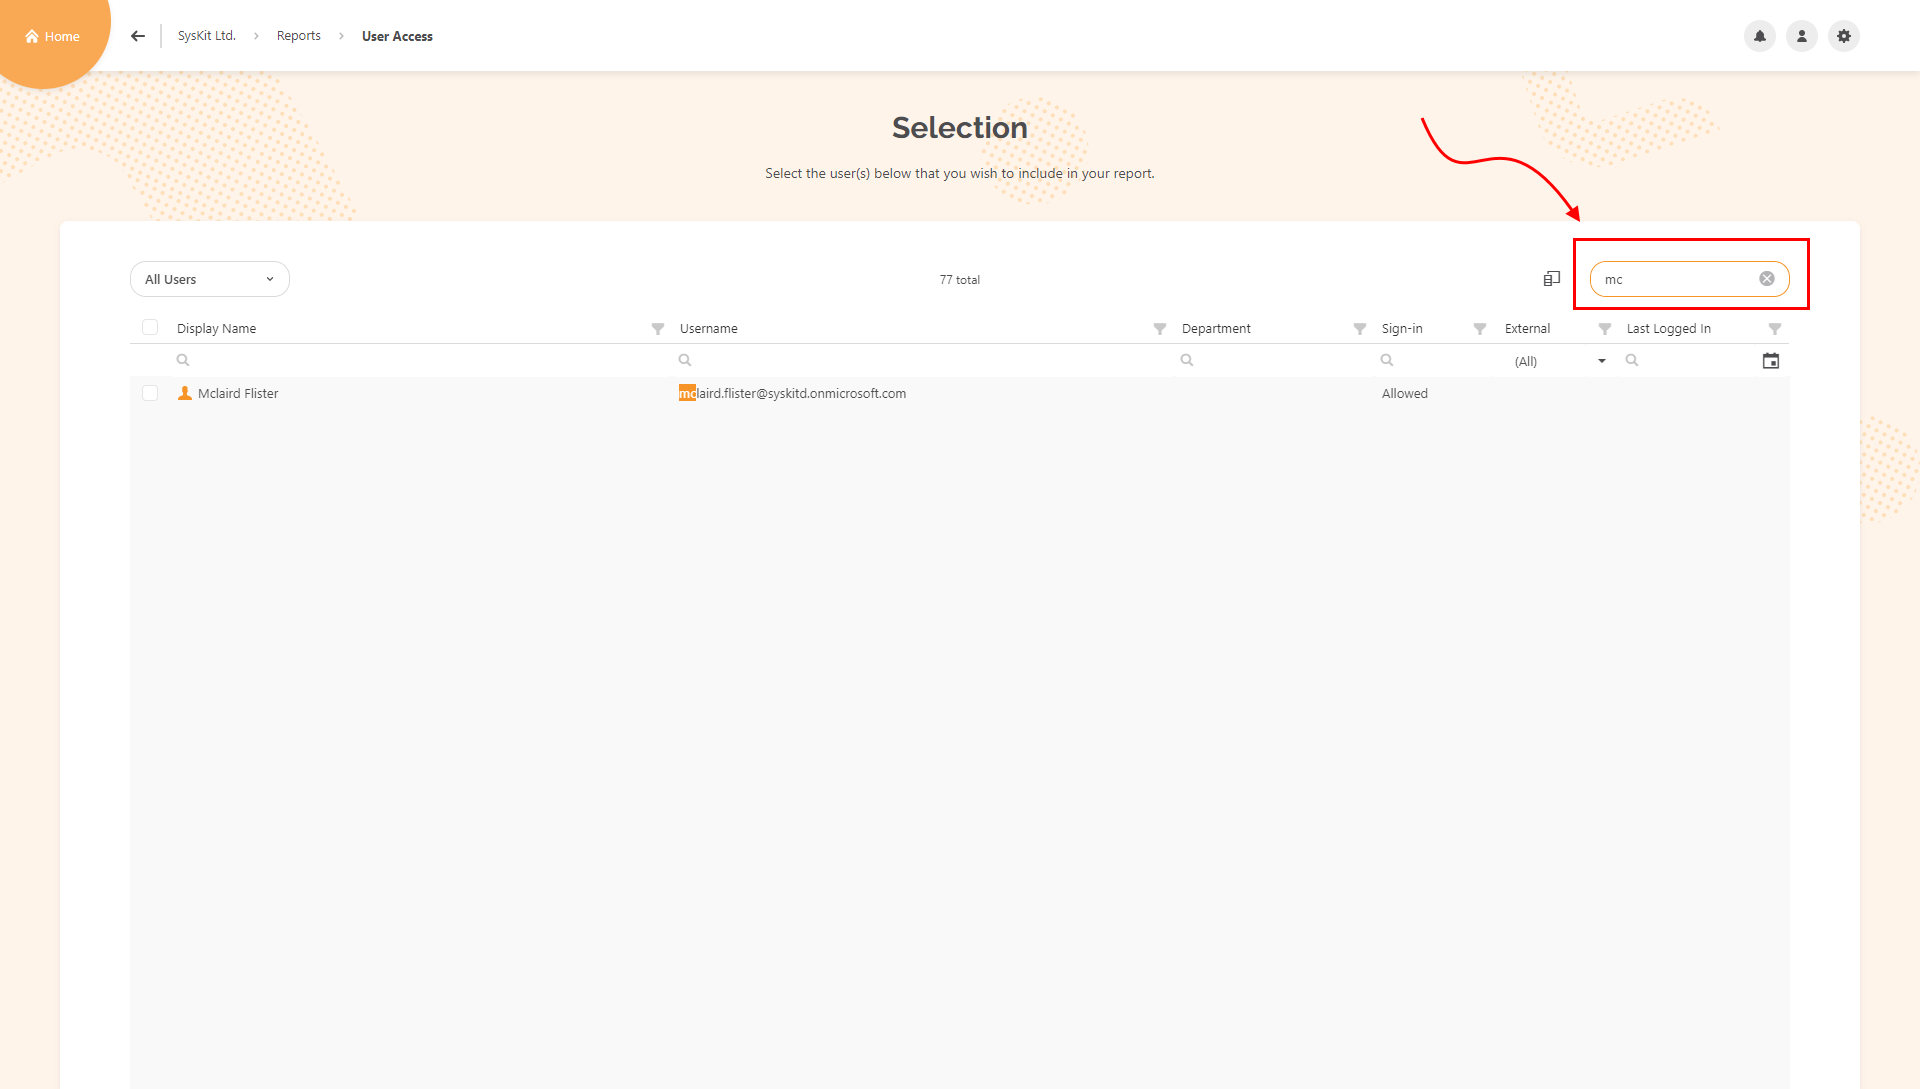 Home
SysKit Ltd. > Reports > User Access
Selection
Select the user(s) below that you wish to include in your report.
All Users
77 total
mc
Display Name Username Department Sign-in External Last Logged In
(All)
Mclaird Flister mclaird.flister@syskitd.onmicrosoft.com Allowed